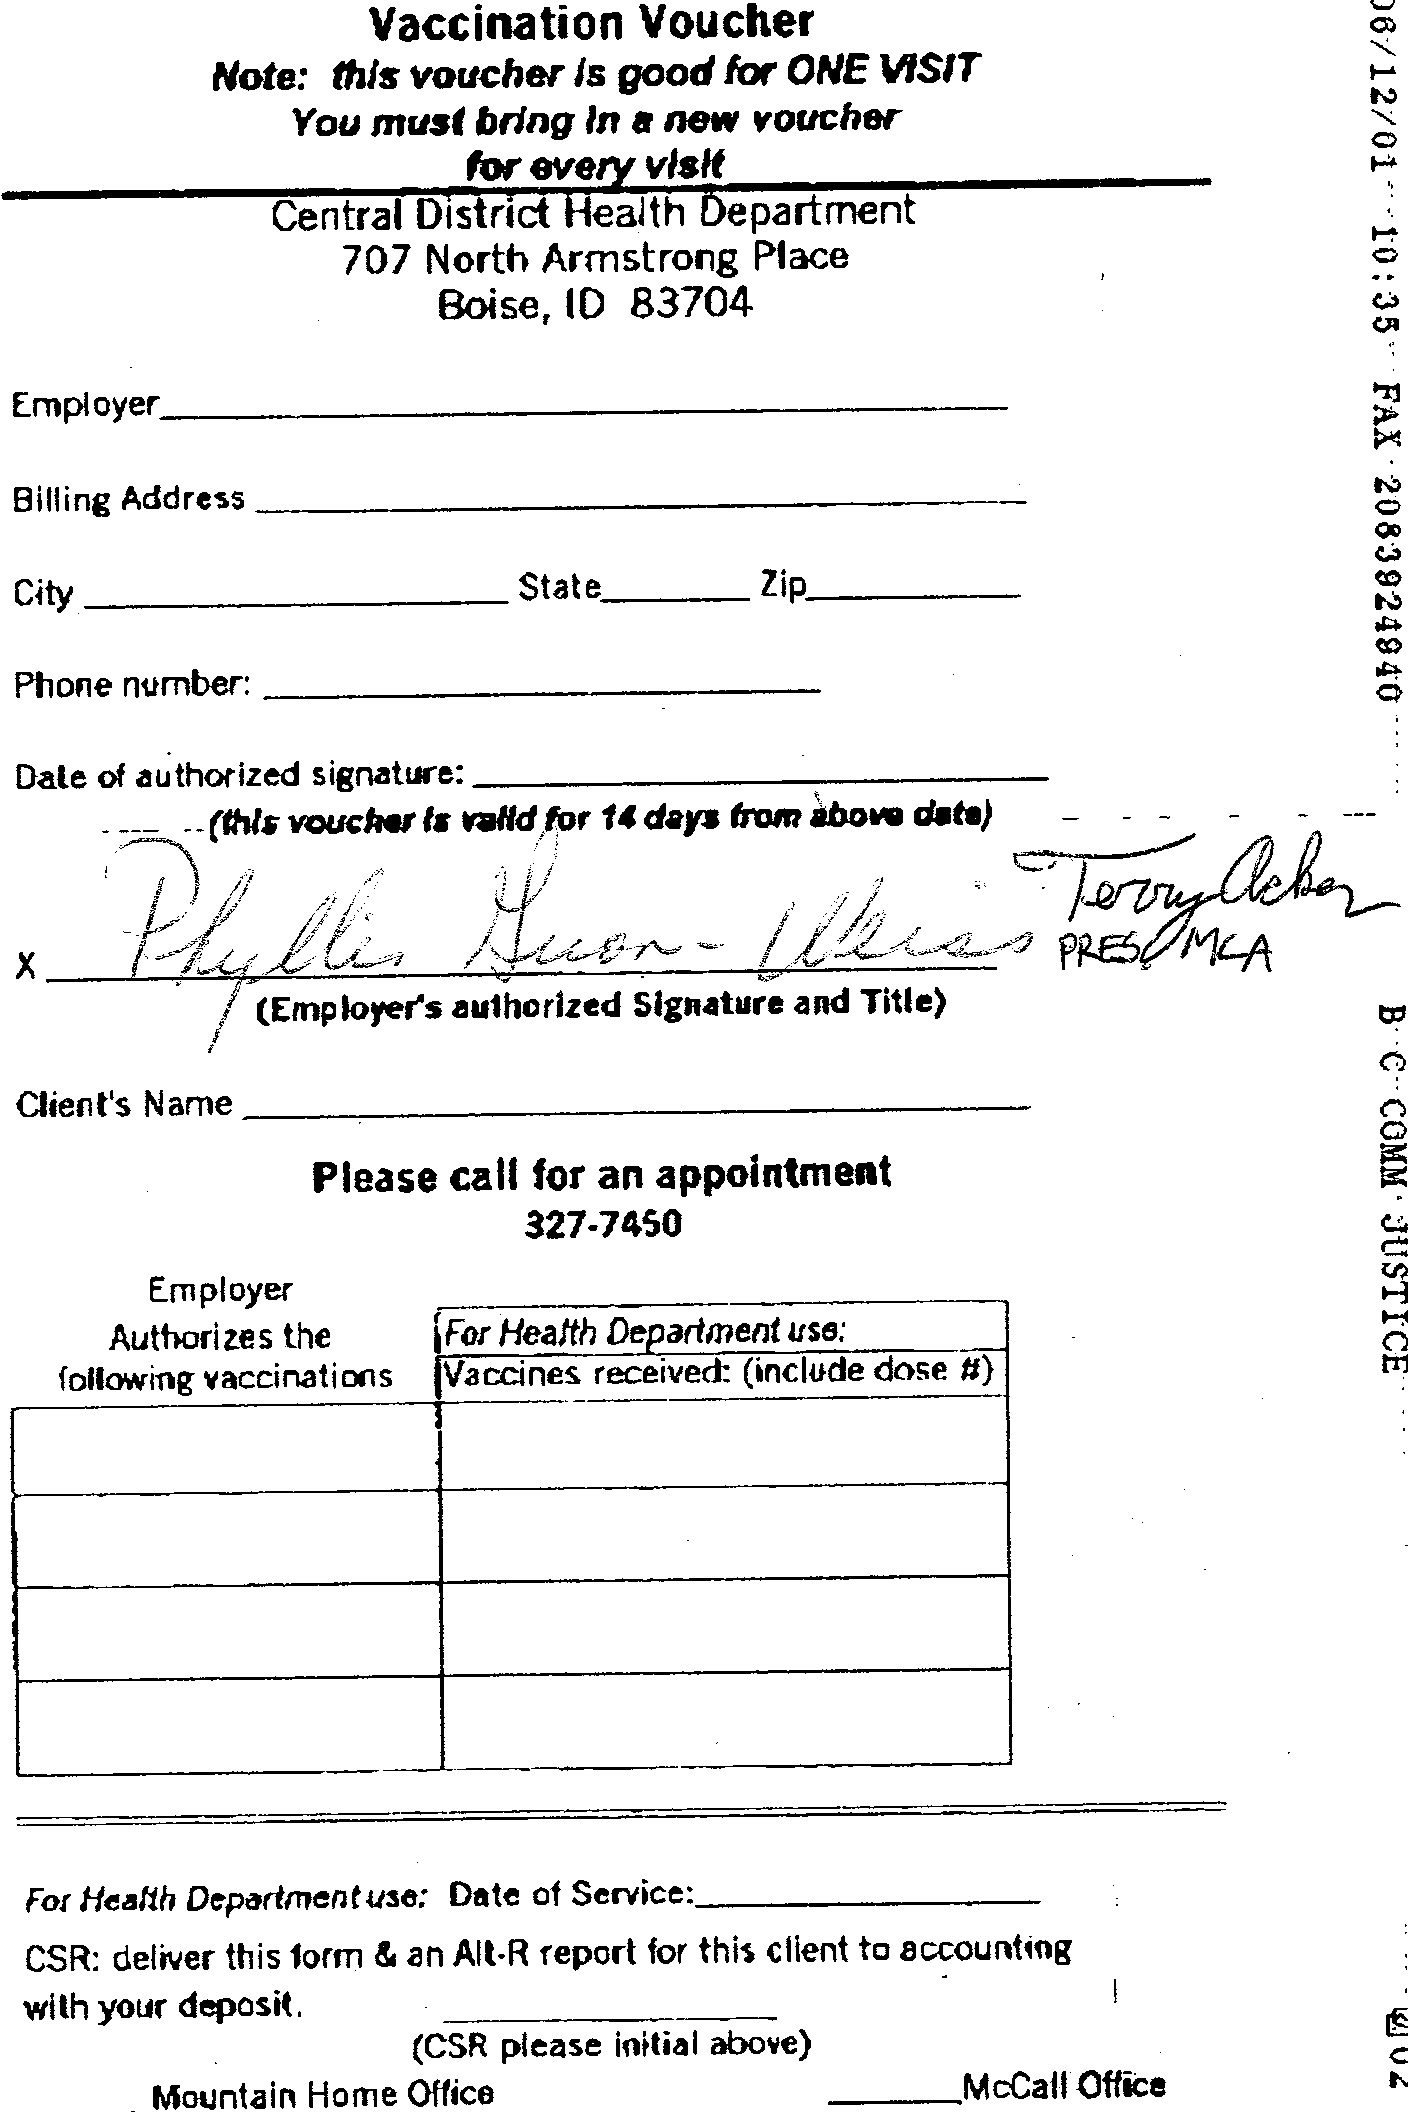 Vaccination Voucher
Note: this voucher is good for ONE VISIT
You must bring in a new voucher
for every visit
Central District Health Department
707 North Armstrong Place
Boise, ID 83704
Employer
Billing Address
City State Zip
Phone number:
Date of authorized signature:
(this voucher is valid for 14 days from above date)
X Phyllis - Weiss Terry
PRES MCA
(Employer's authorized Signature and Title)
Client's Name
Please call for an appointment
327-7450
Employer
Authorizes the
following vaccinations
For Health Department use:
Vaccines received: (include dose #)
For Health Department use: Date of Service:
CSR: deliver this form & an Alt-R report for this client to accounting
with your deposit.
(CSR please initial above)
Mountain Home Office McCall Office
06/12/01 10:35 FAX B C COMM JUSTICE 02